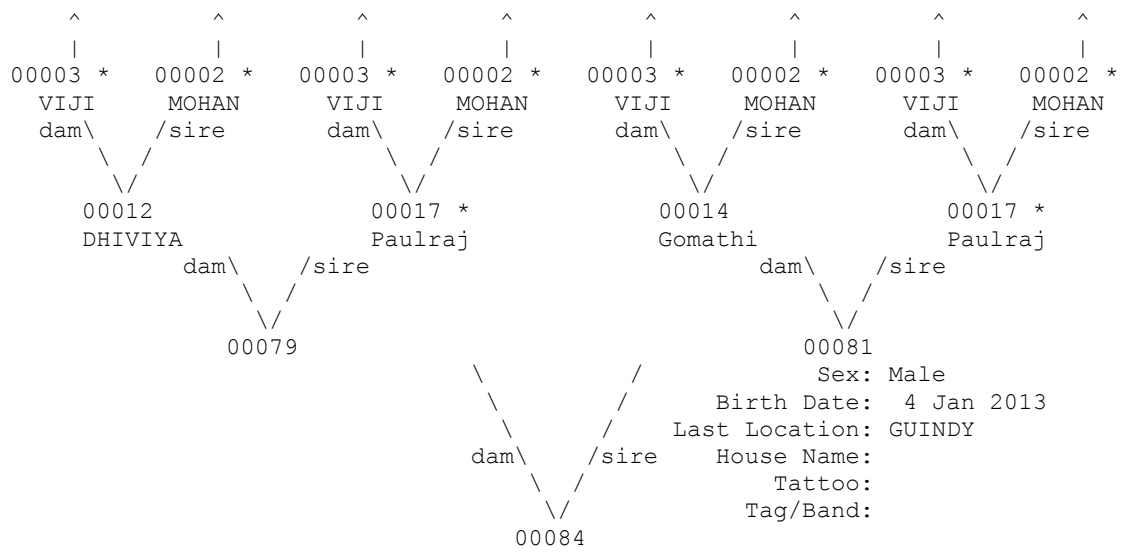 ^ ^ ^ ^ ^ ^ ^ ^
| | | | | | | |
00003 * 00002 * 00003 * 00002 * 00003 * 00002 * 00003 * 00002 *
VIJI MOHAN VIJI MOHAN VIJI MOHAN VIJI MOHAN
dam\ /sire dam\ /sire dam\ /sire dam\ /sire
\ / \ / \ / \ /
\/ \/ \/ \/
00012 00017 * 00014 00017 *
DHIVIYA Paulraj Gomathi Paulraj
dam\ /sire dam\ /sire
\ / \ /
\/ \/
00079 00081
\ / Sex: Male
\ / Birth Date: 4 Jan 2013
\ / Last Location: GUINDY
dam\ /sire House Name:
\ / Tattoo:
\/ Tag/Band:
00084